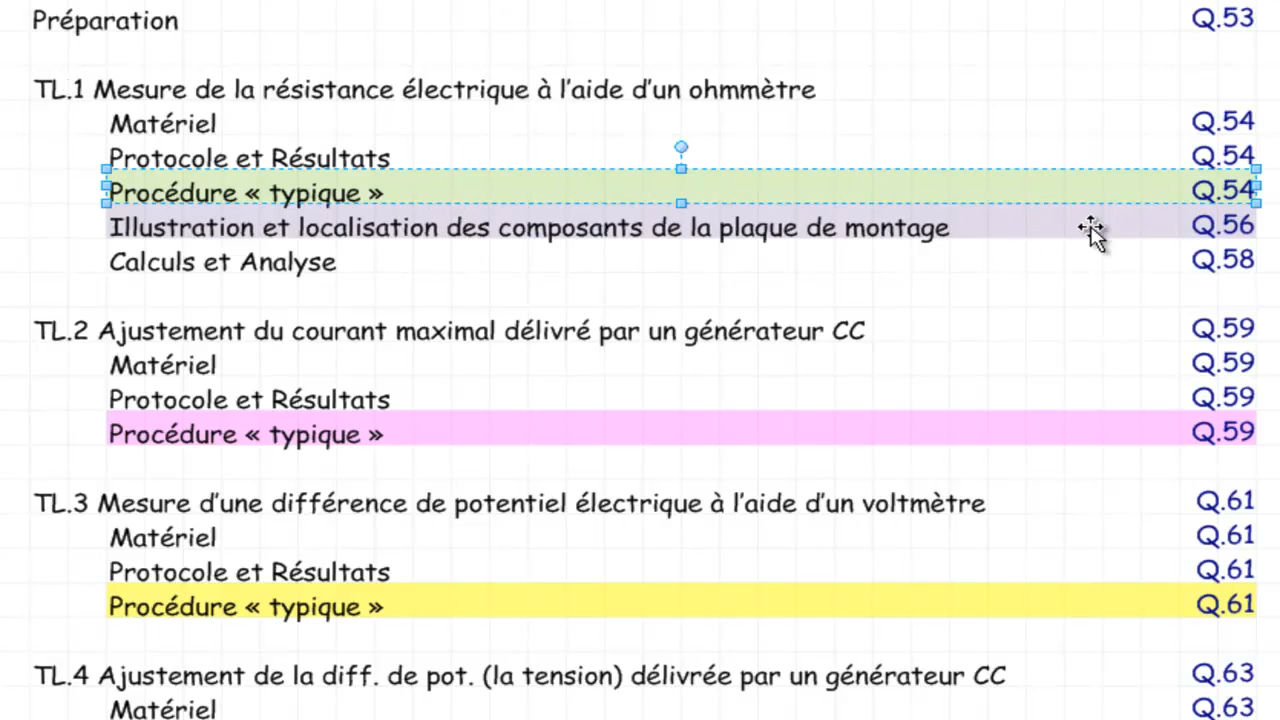 Préparation Q.53
TL.1 Mesure de la résistance électrique à l'aide d'un ohmmètre
Matériel Q.54
Protocole et Résultats Q.54
Procédure « typique » Q.54
Illustration et localisation des composants de la plaque de montage Q.56
Calculs et Analyse Q.58
TL.2 Ajustement du courant maximal délivré par un générateur CC Q.59
Matériel Q.59
Protocole et Résultats Q.59
Procédure « typique » Q.59
TL.3 Mesure d'une différence de potentiel électrique à l'aide d'un voltmètre Q.61
Matériel Q.61
Protocole et Résultats Q.61
Procédure « typique » Q.61
TL.4 Ajustement de la diff. de pot. (la tension) délivrée par un générateur CC Q.63
Matériel Q.63